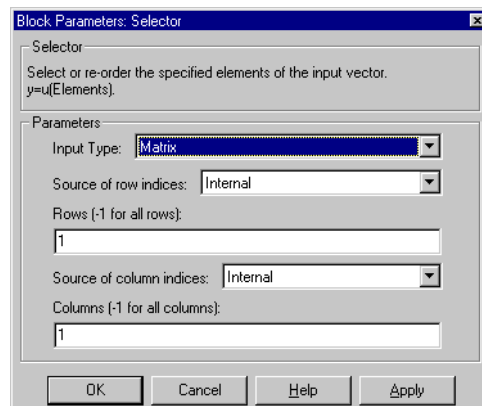 Block Parameters: Selector
Selector
Select or re-order the specified elements of the input vector.
y=u(Elements).
Parameters
Input Type: Matrix
Source of row indices: Internal
Rows (-1 for all rows):
1
Source of column indices: Internal
Columns (-1 for all columns):
1
OK Cancel Help Apply